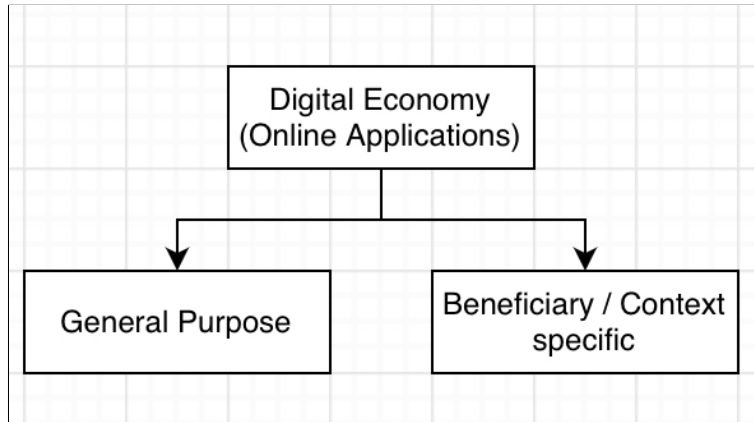 Digital Economy
(Online Applications)
General Purpose
Beneficiary / Context
specific